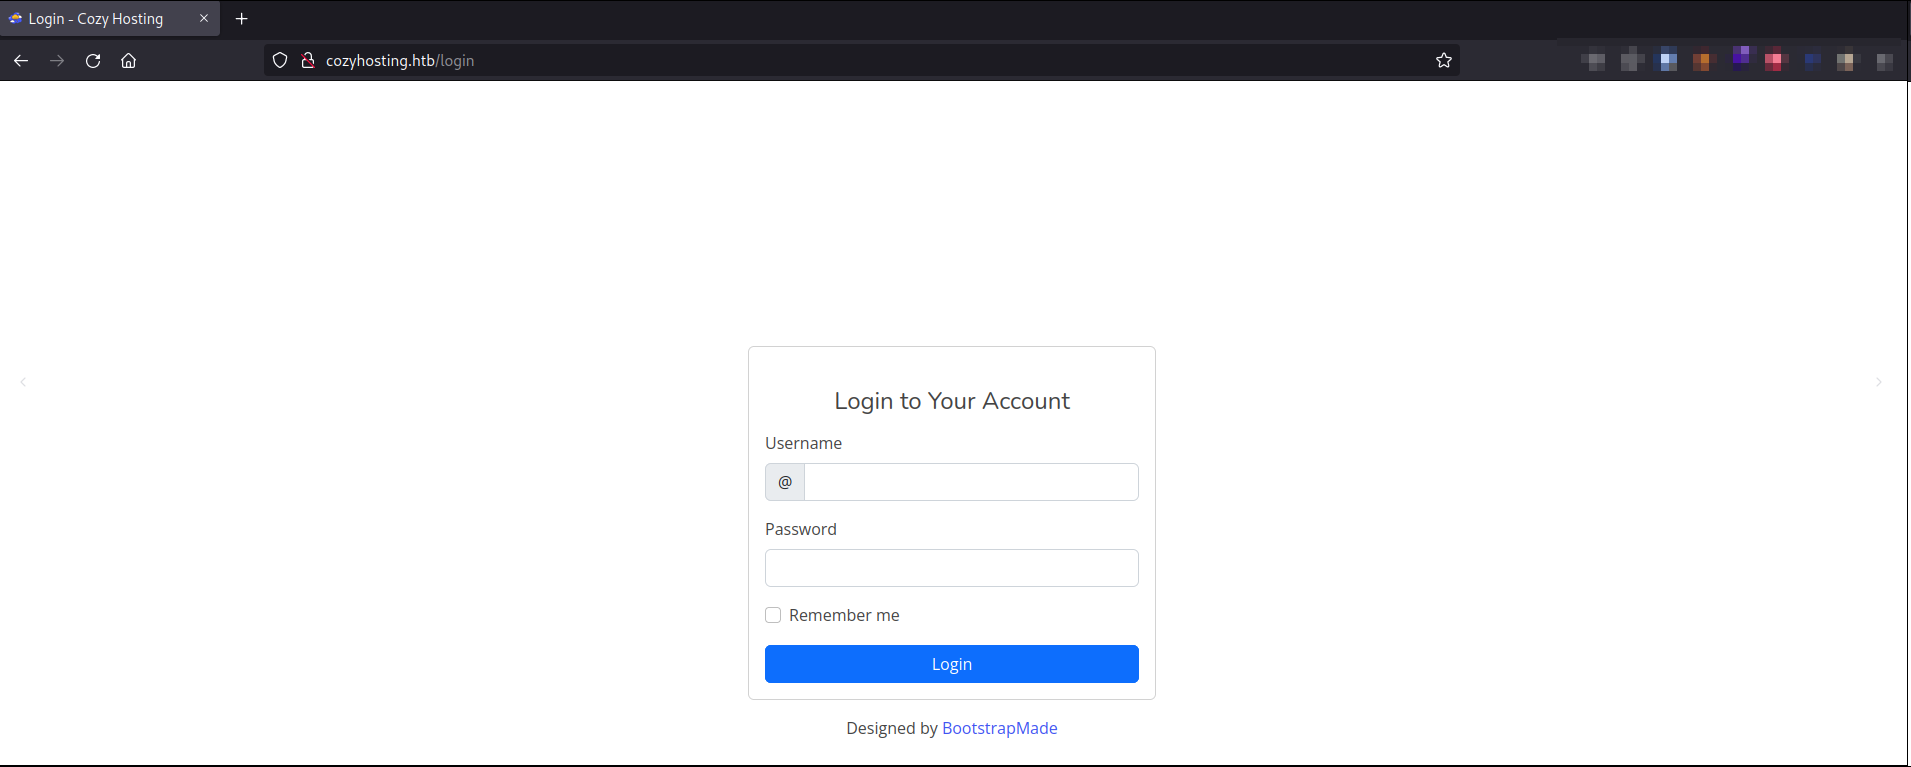 Login - Cozy Hosting
cozyhosting.htb/login
Login to Your Account
Username
@
Password
Remember me
Login
Designed by BootstrapMade